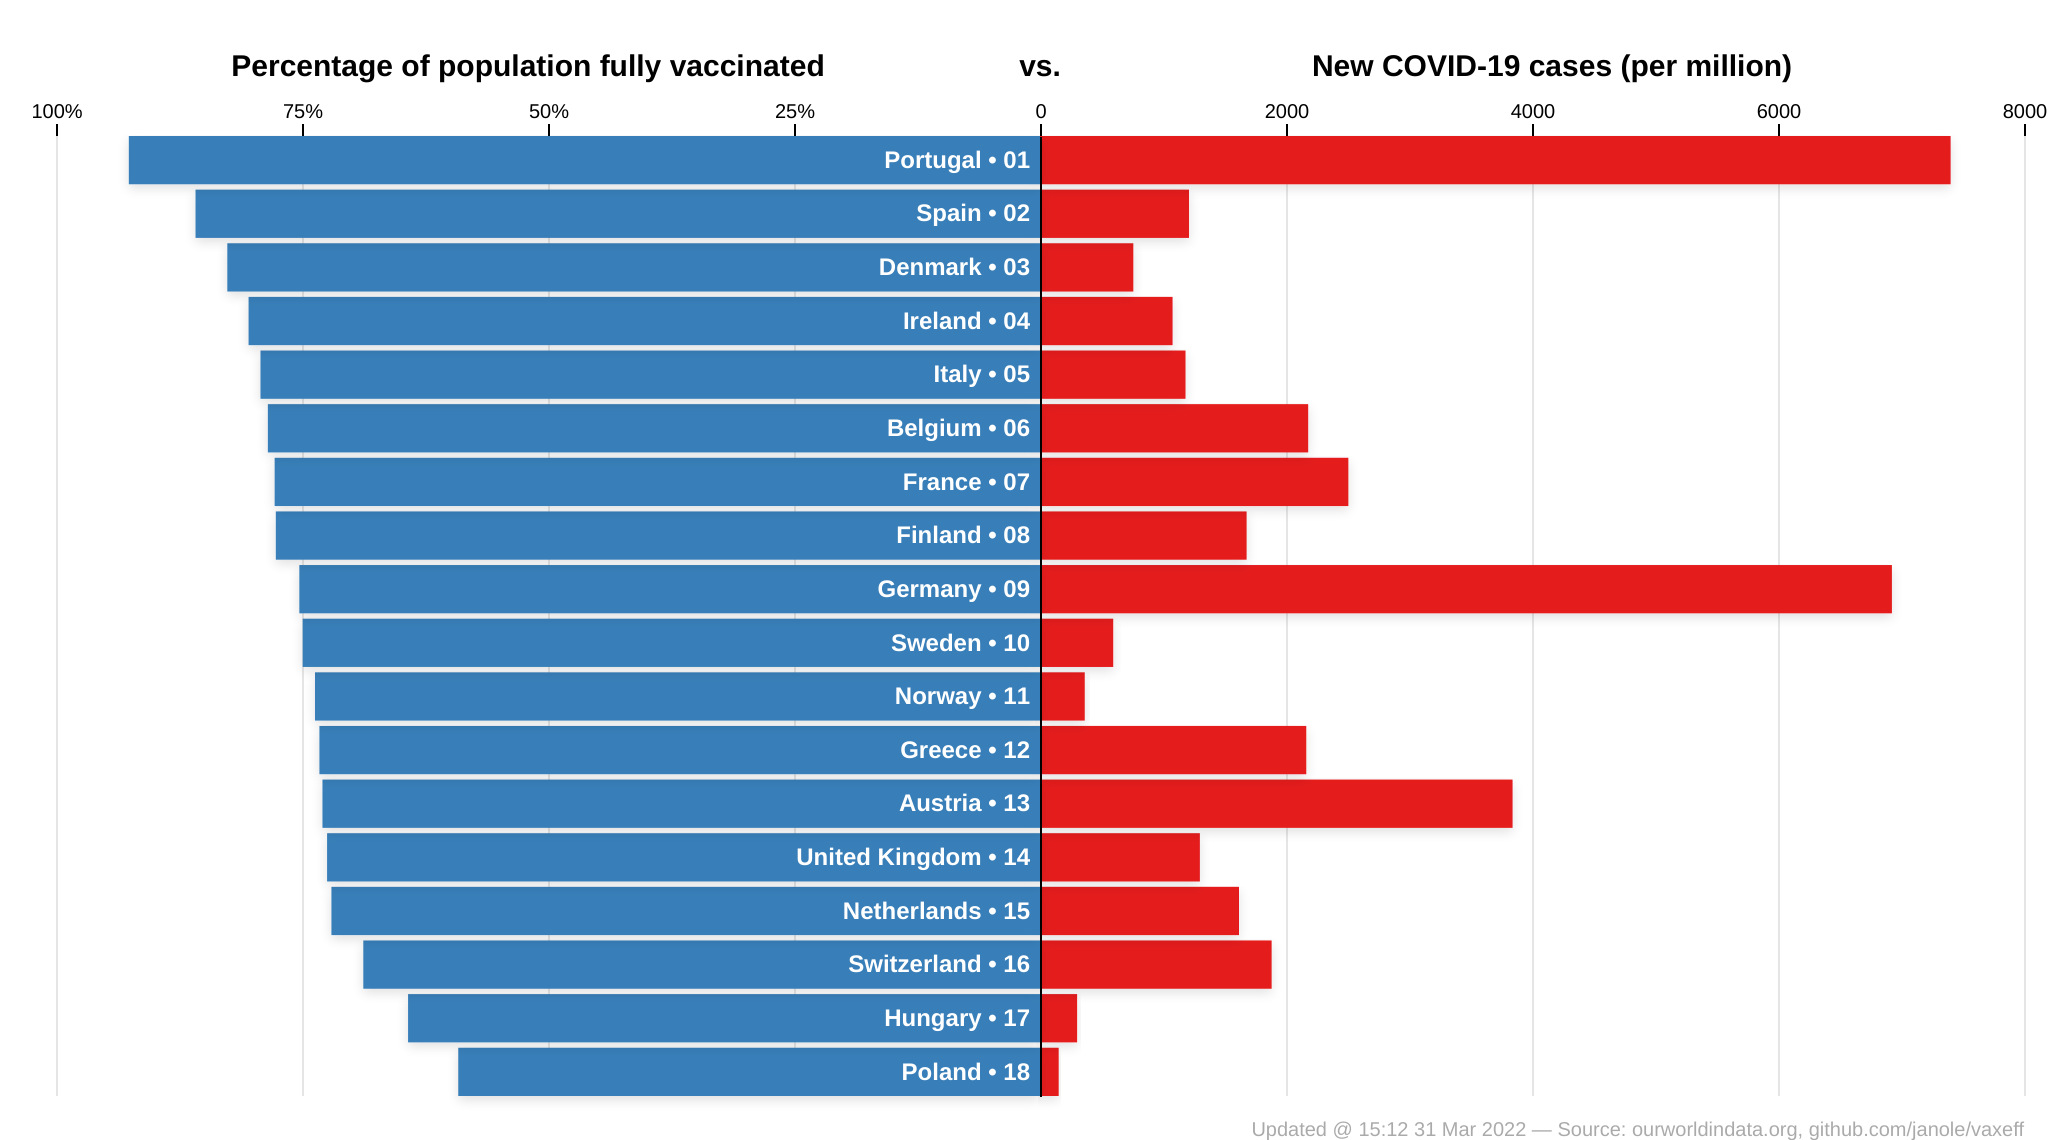 Percentage of population fully vaccinated vs. New COVID-19 cases (per million)
100% 75% 50% 25% 0 2000 4000 6000 8000
Portugal • 01
Spain • 02
Denmark • 03
Ireland • 04
Italy • 05
Belgium • 06
France • 07
Finland • 08
Germany • 09
Sweden • 10
Norway • 11
Greece • 12
Austria • 13
United Kingdom • 14
Netherlands • 15
Switzerland • 16
Hungary • 17
Poland • 18
Updated @ 15:12 31 Mar 2022 — Source: ourworldindata.org, github.com/janole/vaxeff